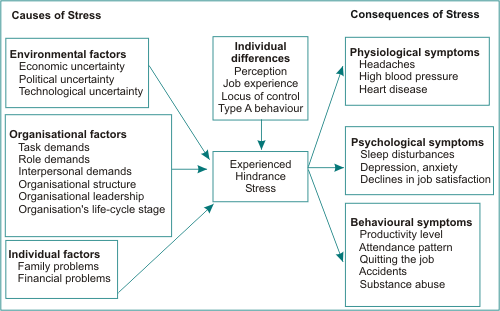 Causes of Stress
Environmental factors
Economic uncertainty
Political uncertainty
Technological uncertainty
Organisational factors
Task demands
Role demands
Interpersonal demands
Organisational structure
Organisational leadership
Organisation's life-cycle stage
Individual factors
Family problems
Financial problems
Individual
differences
Perception
Job experience
Locus of control
Type A behaviour
Experienced
Hindrance
Stress
Consequences of Stress
Physiological symptoms
Headaches
High blood pressure
Heart disease
Psychological symptoms
Sleep disturbances
Depression, anxiety
Declines in job satisfaction
Behavioural symptoms
Productivity level
Attendance pattern
Quitting the job
Accidents
Substance abuse